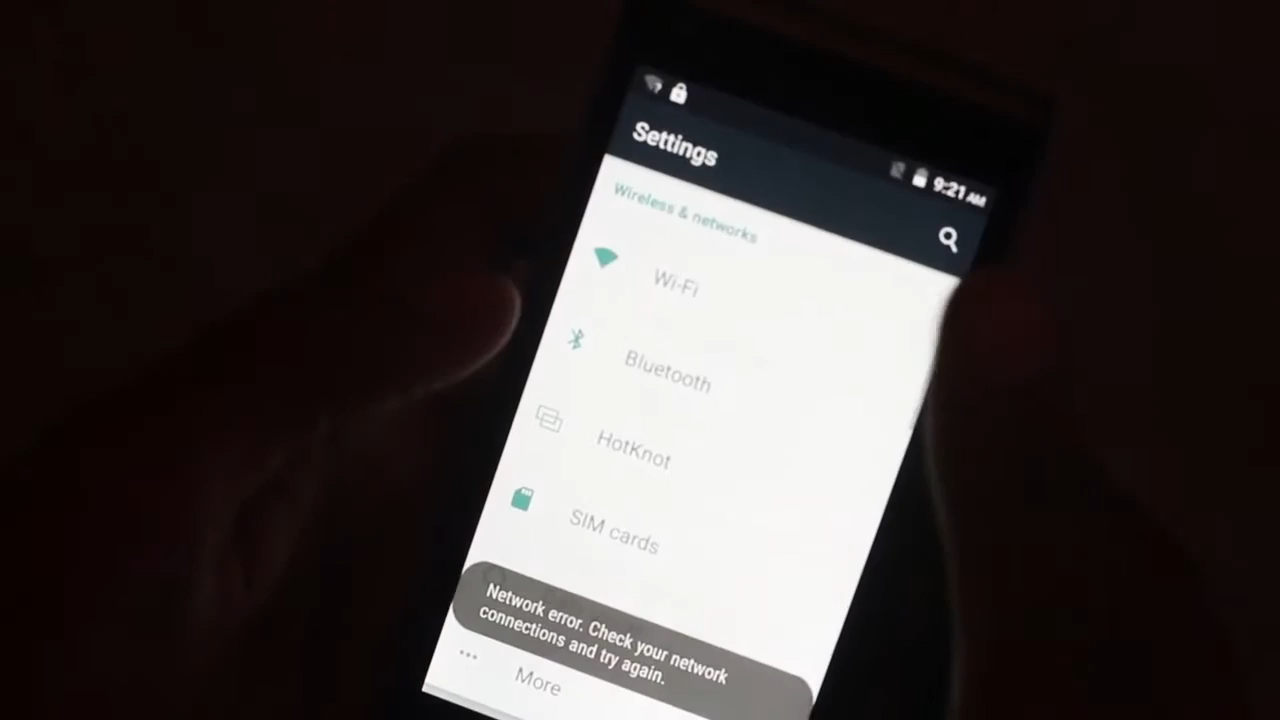 9:21 AM
Settings
Wireless & networks
Wi-Fi
Bluetooth
HotKnot
SIM cards
Network error. Check your network
connections and try again.
More